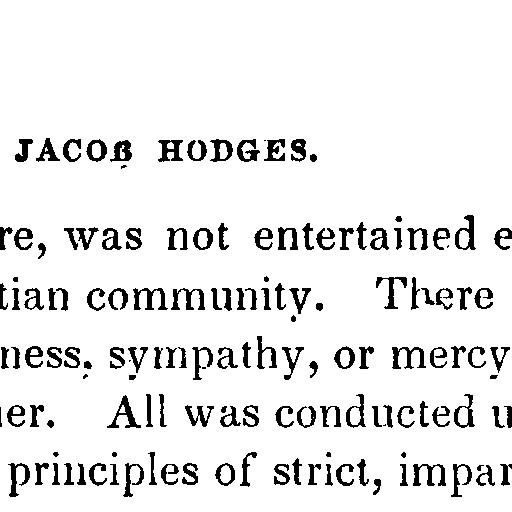 JACOB HODGES.
re, was not entertained e
tian community. There
ness, sympathy, or mercy
ner. All was conducted u
principles of strict, impar